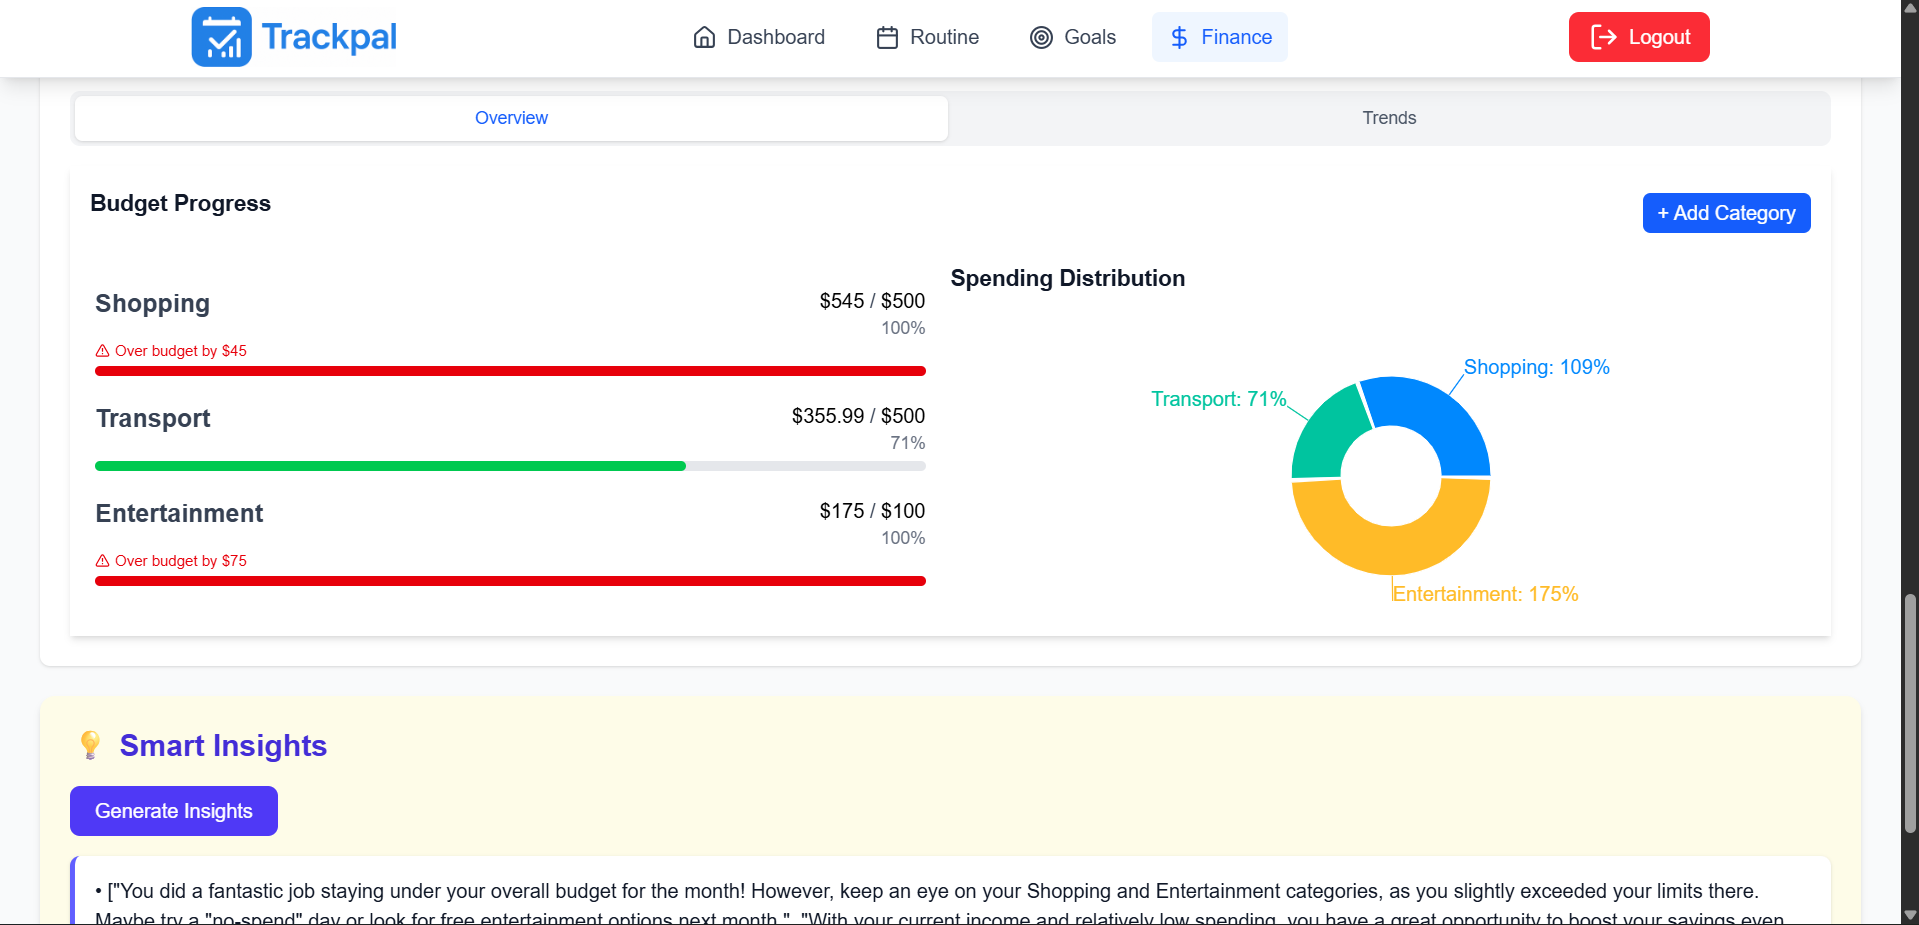 Trackpal
Dashboard
Routine
Goals
Finance
Logout
Overview
Trends
Budget Progress
+ Add Category
Shopping
$545 / $500
100%
Over budget by $45
Transport
$355.99 / $500
71%
Entertainment
$175 / $100
100%
Over budget by $75
Spending Distribution
Shopping: 109%
Transport: 71%
Entertainment: 175%
Smart Insights
Generate Insights
• ["You did a fantastic job staying under your overall budget for the month! However, keep an eye on your Shopping and Entertainment categories, as you slightly exceeded your limits there.
Maybe try a "no-spend" day or look for free entertainment options next month.", "With your current income and relatively low spending, you have a great opportunity to boost your savings even